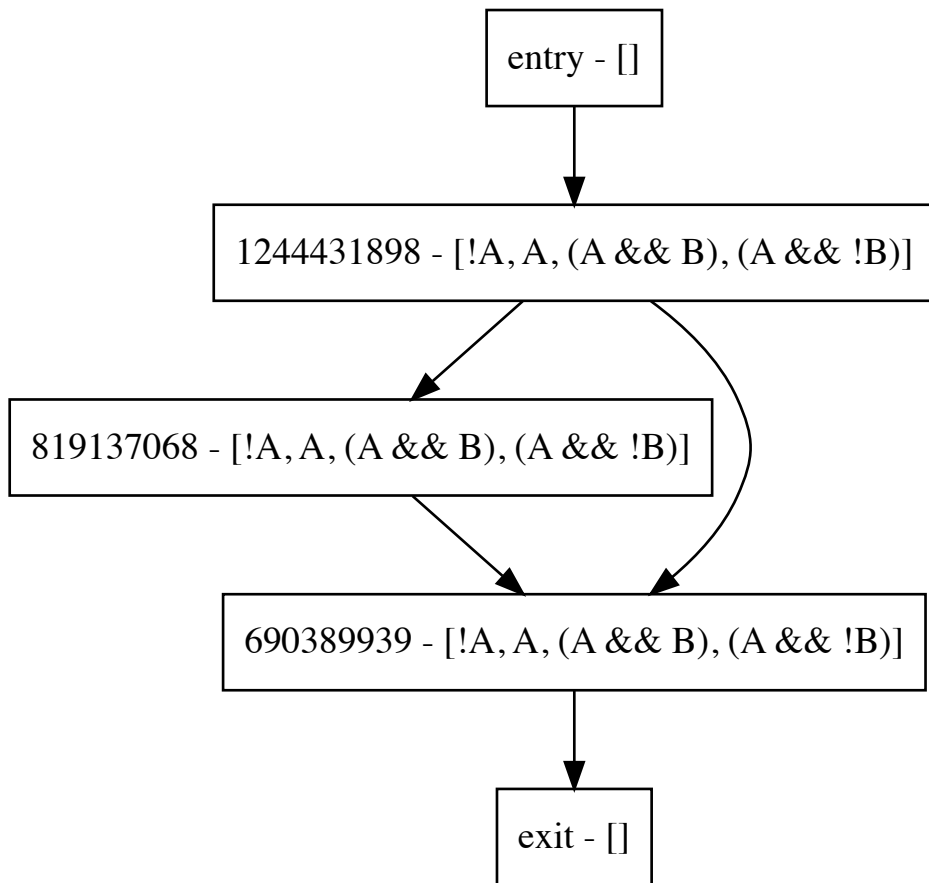 entry - []
1244431898 - [!A, A, (A && B), (A && !B)]
819137068 - [!A, A, (A && B), (A && !B)]
690389939 - [!A, A, (A && B), (A && !B)]
exit - []